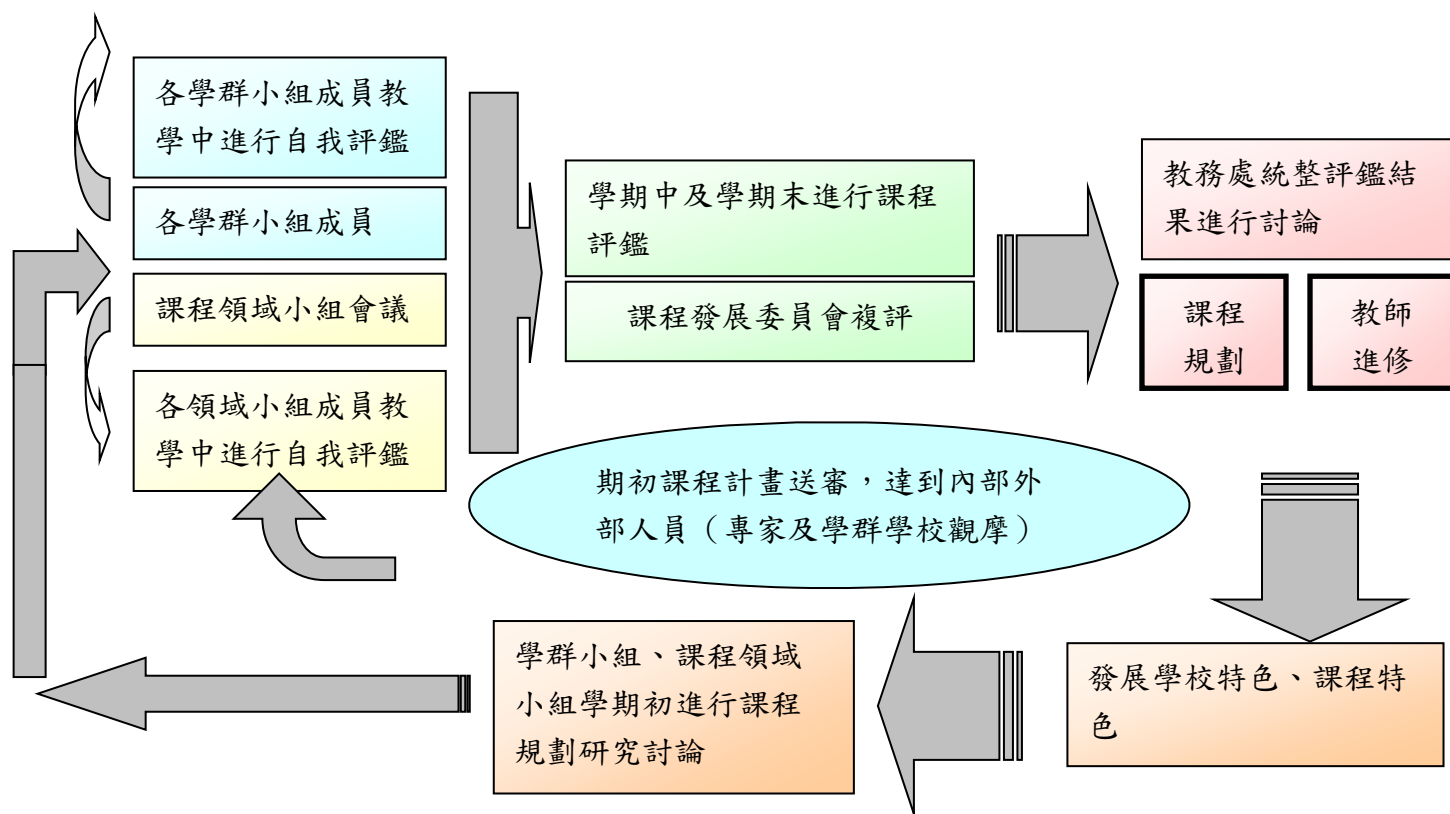 各學群小組成員教
學中進行自我評鑑
各學群小組成員
課程領域小組會議
各領域小組成員教
學中進行自我評鑑
學期中及學期末進行課程
評鑑
課程發展委員會複評
教務處統整評鑑結
果進行討論
課程
規劃
教師
進修
期初課程計畫送審，達到內部外
部人員（專家及學群學校觀摩）
學群小組、課程領域
小組學期初進行課程
規劃研究討論
發展學校特色、課程特
色